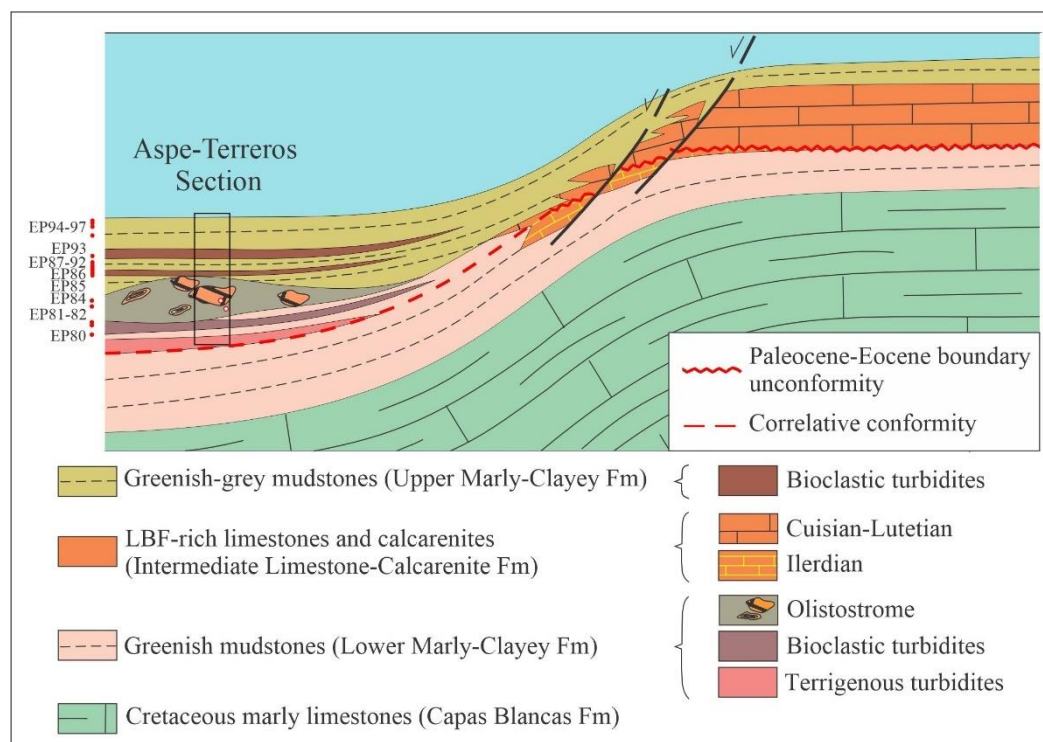 Aspe-Terreros
Section
EP94-97
EP93
EP87-92
EP86
EP85
EP84
EP81-82
EP80
Paleocene-Eocene boundary
unconformity
Correlative conformity
Greenish-grey mudstones (Upper Marly-Clayey Fm)
Bioclastic turbidites
LBF-rich limestones and calcarenites
(Intermediate Limestone-Calcarenite Fm)
Cuisian-Lutetian
Ilerdian
Greenish mudstones (Lower Marly-Clayey Fm)
Olistostrome
Bioclastic turbidites
Terrigenous turbidites
Cretaceous marly limestones (Capas Blancas Fm)